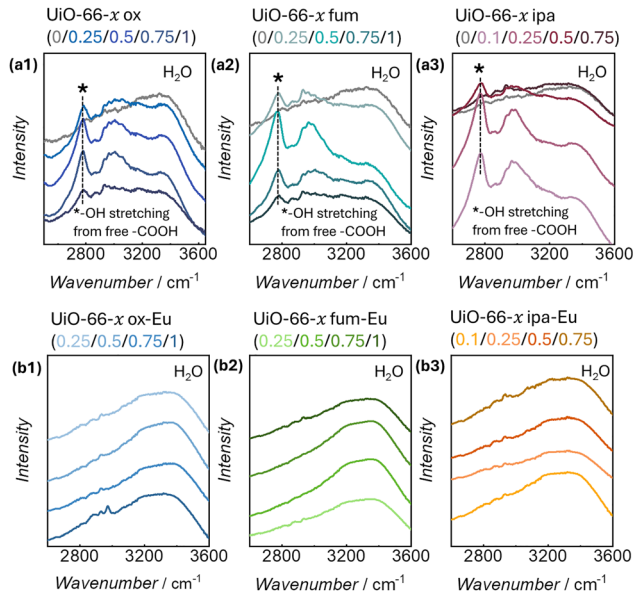 UiO-66-x ox
(0/0.25/0.5/0.75/1)
(a1)
H₂O
*
*-OH stretching
from free -COOH
Intensity
2800 3200 3600
Wavenumber / cm⁻¹
UiO-66-x fum
(0/0.25/0.5/0.75/1)
(a2)
H₂O
*
*-OH stretching
from free -COOH
Intensity
2800 3200 3600
Wavenumber / cm⁻¹
UiO-66-x ipa
(0/0.1/0.25/0.5/0.75)
(a3)
H₂O
*
*-OH stretching
from free -COOH
Intensity
2800 3200 3600
Wavenumber / cm⁻¹
UiO-66-x ox-Eu
(0.25/0.5/0.75/1)
(b1)
H₂O
Intensity
2800 3200 3600
Wavenumber / cm⁻¹
UiO-66-x fum-Eu
(0.25/0.5/0.75/1)
(b2)
H₂O
Intensity
2800 3200 3600
Wavenumber / cm⁻¹
UiO-66-x ipa-Eu
(0.1/0.25/0.5/0.75)
(b3)
H₂O
Intensity
2800 3200 3600
Wavenumber / cm⁻¹